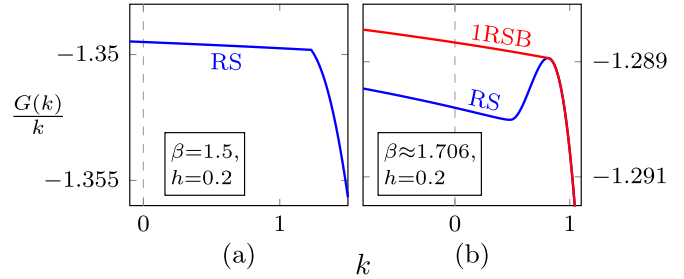 −1.35
−1.355
G(k)
k
RS
β=1.5,
h=0.2
0
1
(a)
1RSB
RS
β≈1.706,
h=0.2
0
1
(b)
−1.289
−1.291
k